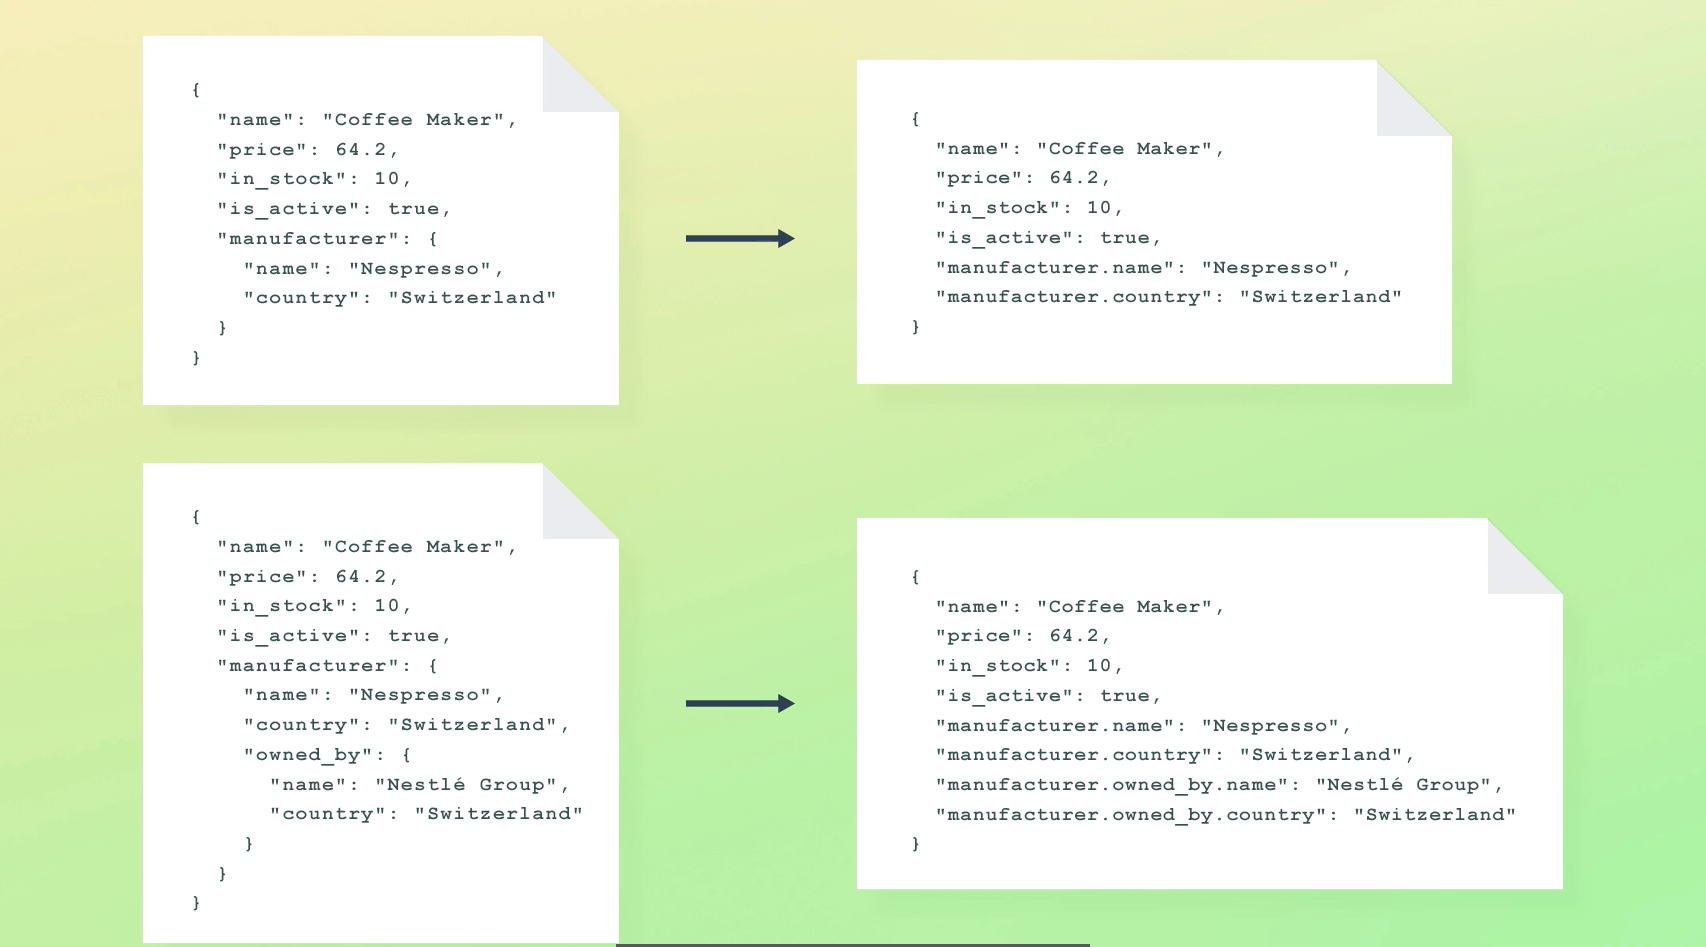 {
  "name": "Coffee Maker",
  "price": 64.2,
  "in_stock": 10,
  "is_active": true,
  "manufacturer": {
    "name": "Nespresso",
    "country": "Switzerland"
  }
}
{
  "name": "Coffee Maker",
  "price": 64.2,
  "in_stock": 10,
  "is_active": true,
  "manufacturer.name": "Nespresso",
  "manufacturer.country": "Switzerland"
}
{
  "name": "Coffee Maker",
  "price": 64.2,
  "in_stock": 10,
  "is_active": true,
  "manufacturer": {
    "name": "Nespresso",
    "country": "Switzerland",
    "owned_by": {
      "name": "Nestlé Group",
      "country": "Switzerland"
    }
  }
}
{
  "name": "Coffee Maker",
  "price": 64.2,
  "in_stock": 10,
  "is_active": true,
  "manufacturer.name": "Nespresso",
  "manufacturer.country": "Switzerland",
  "manufacturer.owned_by.name": "Nestlé Group",
  "manufacturer.owned_by.country": "Switzerland"
}